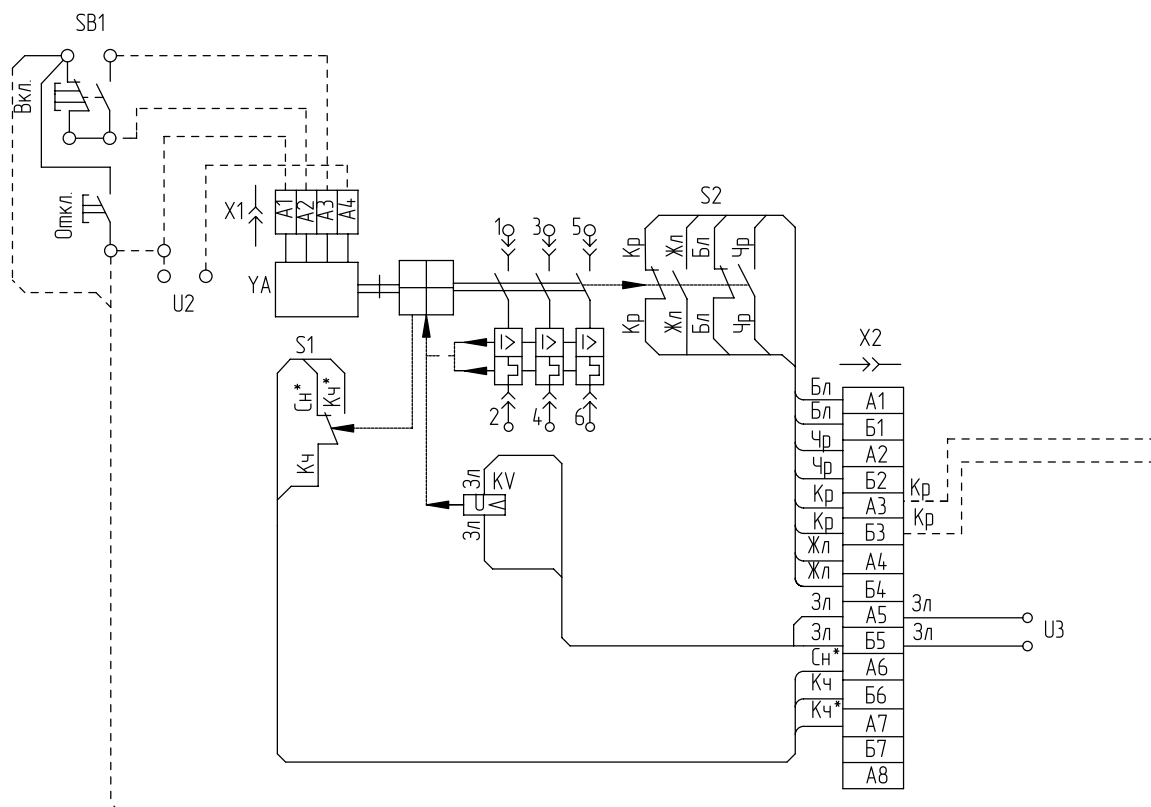 SB1
Вкл.
Откл.
X1
А1
А2
А3
А4
YA
U2
1
3
5
S2
Кр
Жл
Бл
Чр
Кр
Жл
Бл
Чр
I>
I>
I>
2
4
6
S1
Сн*
Кч*
Кч
Зл
KV
U<
Зл
X2
Бл
А1
Бл
Б1
Чр
А2
Чр
Б2
Кр
А3
Кр
Кр
Б3
Кр
Жл
А4
Жл
Б4
Зл
А5
Зл
Зл
Б5
Зл
U3
Сн*
А6
Кч
Б6
Кч*
А7
Б7
А8